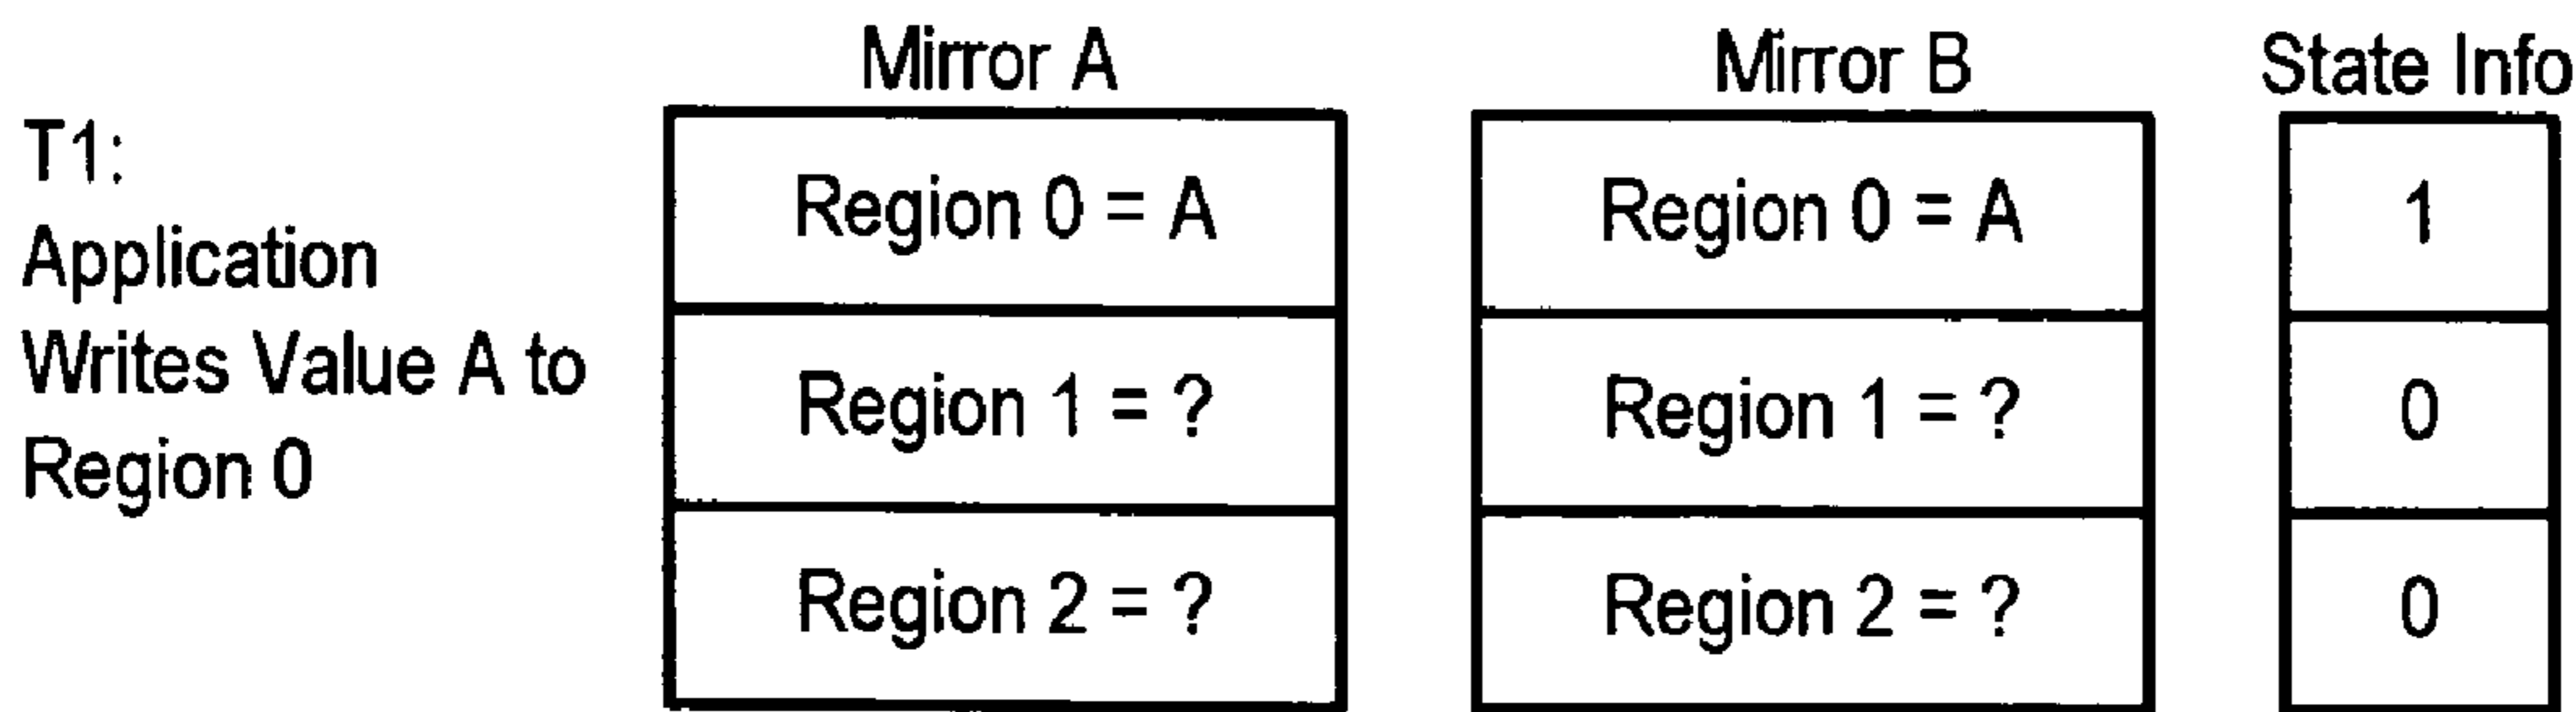 Mirror A Mirror B State Info
T1:
Application
Writes Value A to
Region 0
Region 0 = A Region 0 = A 1
Region 1 = ? Region 1 = ? 0
Region 2 = ? Region 2 = ? 0